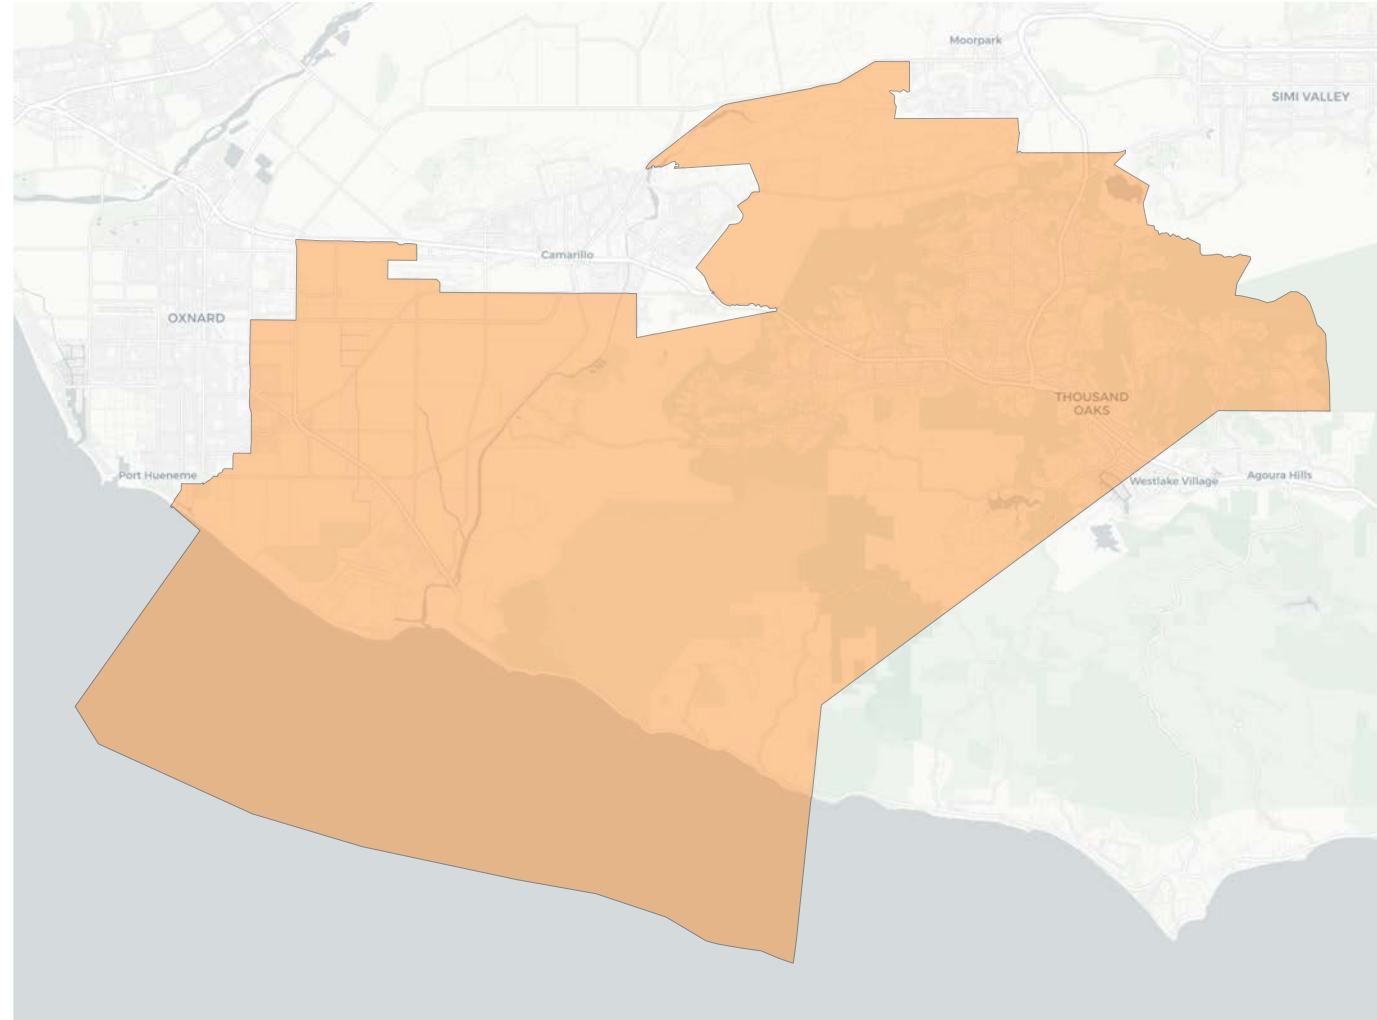 Moorpark
SIMI VALLEY
Camarillo
OXNARD
THOUSAND
OAKS
Port Hueneme
Westlake Village
Agoura Hills